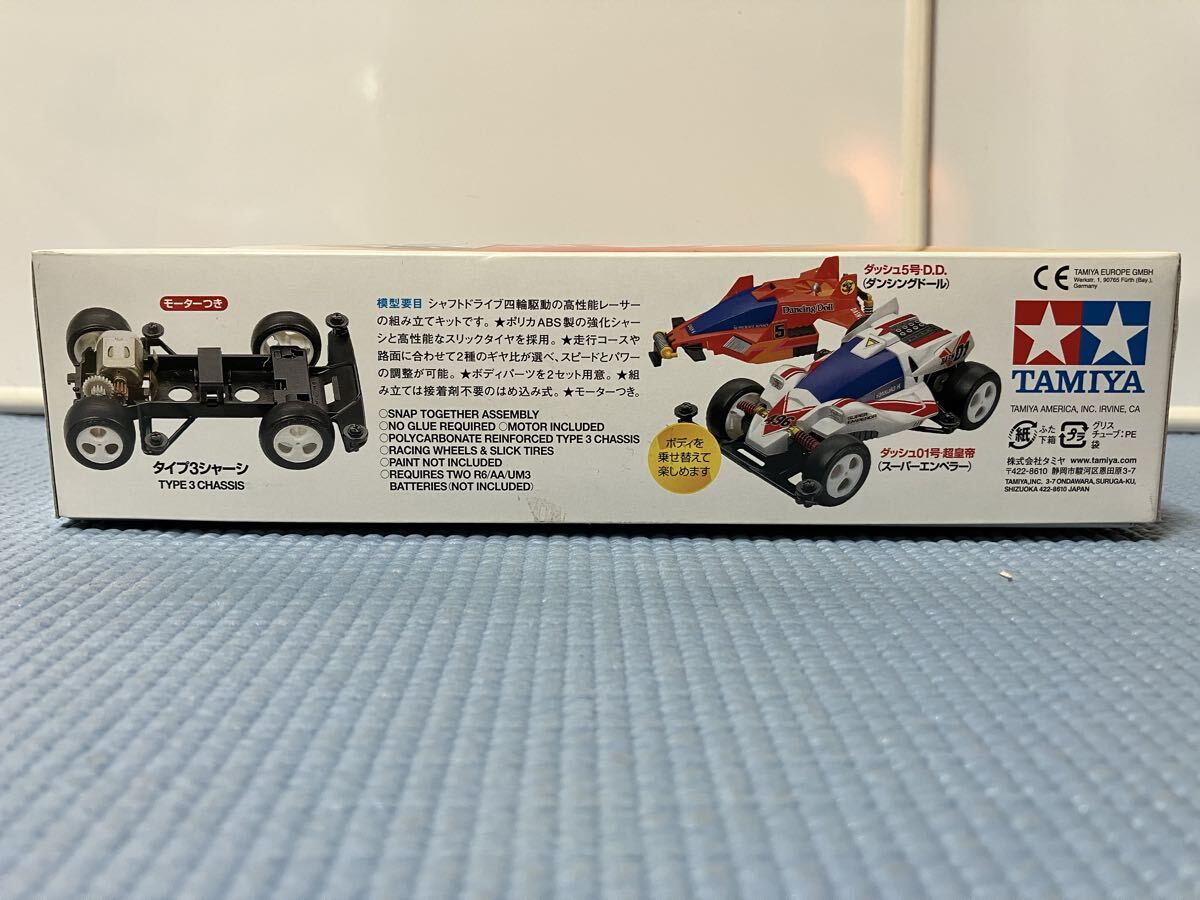 モーターつき
タイプ3シャーシ
TYPE 3 CHASSIS
模型要目 シャフトドライブ四輪駆動の高性能レーサー
の組み立てキットです。★ポリカABS製の強化シャー
シと高性能なスリックタイヤを採用。★走行コースや
路面に合わせて2種のギヤ比が選べ、スピードとパワー
の調整が可能。★ボディパーツを2セット用意。★組
み立ては接着剤不要のはめ込み式。★モーターつき。
○SNAP TOGETHER ASSEMBLY
○NO GLUE REQUIRED ○MOTOR INCLUDED
○POLYCARBONATE REINFORCED TYPE 3 CHASSIS
○RACING WHEELS & SLICK TIRES
○PAINT NOT INCLUDED
○REQUIRES TWO R6/AA/UM3
BATTERIES (NOT INCLUDED)
ダッシュ5号・D.D.
(ダンシングドール)
Dancing Doll
5
SUPER EMPEROR
ボディを
乗せ替えて
楽しめます
ダッシュ01号・超皇帝
(スーパーエンペラー)
CE
TAMIYA EUROPE GMBH
Werkstr. 1, 90765 Fürth (Bay.),
Germany
TAMIYA
TAMIYA AMERICA, INC. IRVINE, CA
紙 ふた
下箱
プラ グリス
チューブ:PE
袋
株式会社タミヤ www.tamiya.com
〒422-8610 静岡市駿河区恩田原3-7
TAMIYA,INC. 3-7 ONDAWARA, SURUGA-KU,
SHIZUOKA 422-8610 JAPAN